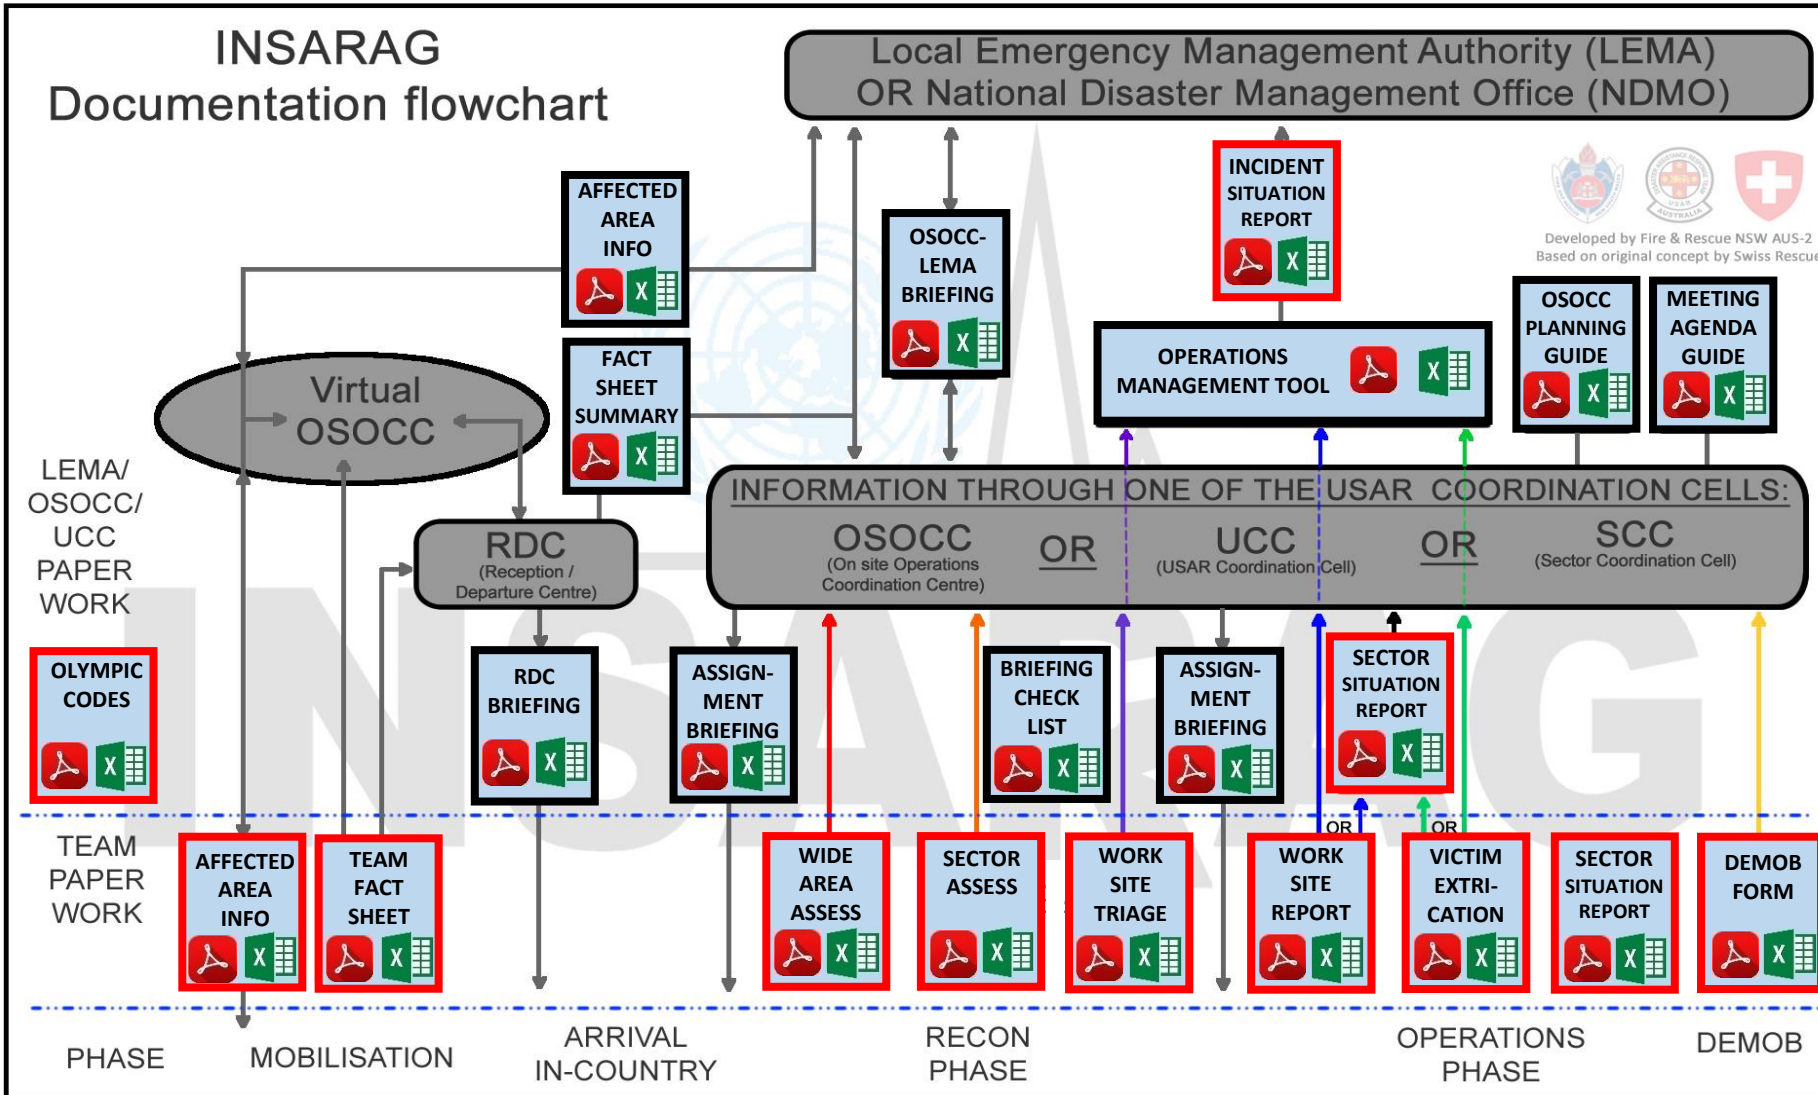 INSARAG
Documentation flowchart
Local Emergency Management Authority (LEMA)
OR National Disaster Management Office (NDMO)
AFFECTED
AREA
INFO
OSOCC-
LEMA
BRIEFING
INCIDENT
SITUATION
REPORT
USAR
AUSTRALIA
Developed by Fire & Rescue NSW AUS-2
Based on original concept by Swiss Rescue
FACT
SHEET
SUMMARY
OPERATIONS
MANAGEMENT TOOL
OSOCC
PLANNING
GUIDE
MEETING
AGENDA
GUIDE
Virtual
OSOCC
LEMA/
OSOCC/
UCC
PAPER
WORK
RDC
(Reception /
Departure Centre)
INFORMATION THROUGH ONE OF THE USAR COORDINATION CELLS:
OSOCC
(On site Operations
Coordination Centre)
OR
UCC
(USAR Coordination Cell)
OR
SCC
(Sector Coordination Cell)
INSARAG
OLYMPIC
CODES
RDC
BRIEFING
ASSIGN-
MENT
BRIEFING
BRIEFING
CHECK
LIST
ASSIGN-
MENT
BRIEFING
SECTOR
SITUATION
REPORT
TEAM
PAPER
WORK
AFFECTED
AREA
INFO
TEAM
FACT
SHEET
WIDE
AREA
ASSESS
SECTOR
ASSESS
WORK
SITE
TRIAGE
OR
WORK
SITE
REPORT
OR
VICTIM
EXTRI-
CATION
SECTOR
SITUATION
REPORT
DEMOB
FORM
PHASE
MOBILISATION
ARRIVAL
IN-COUNTRY
RECON
PHASE
OPERATIONS
PHASE
DEMOB